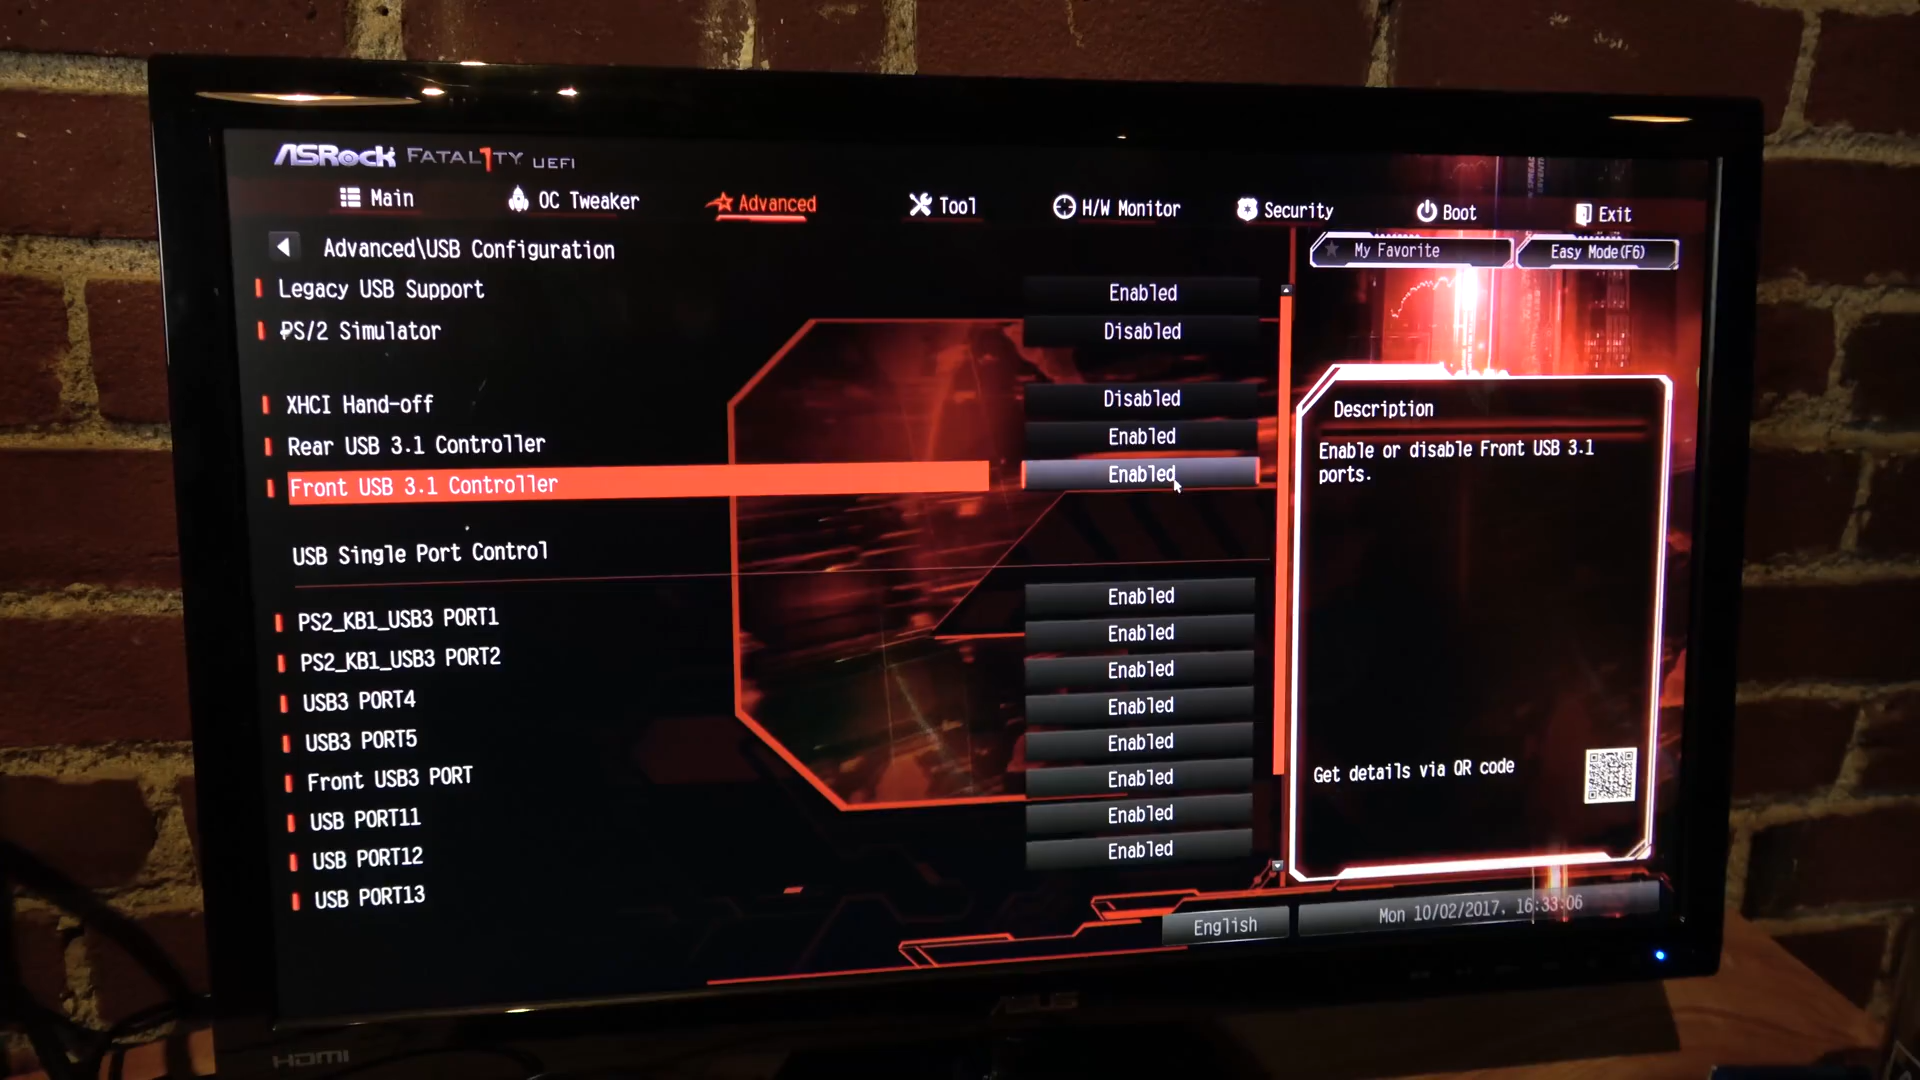 ASRock FATAL1TY UEFI
Main OC Tweaker Advanced Tool H/W Monitor Security Boot Exit
Advanced\USB Configuration
My Favorite Easy Mode(F6)
Legacy USB Support Enabled
PS/2 Simulator Disabled
XHCI Hand-off Disabled
Rear USB 3.1 Controller Enabled
Front USB 3.1 Controller Enabled
USB Single Port Control
PS2_KB1_USB3 PORT1 Enabled
PS2_KB1_USB3 PORT2 Enabled
USB3 PORT4 Enabled
USB3 PORT5 Enabled
Front USB3 PORT Enabled
USB PORT11 Enabled
USB PORT12 Enabled
USB PORT13 Enabled
Description
Enable or disable Front USB 3.1
ports.
Get details via QR code
English
Mon 10/02/2017, 16:33:06
ASUS
HDMI